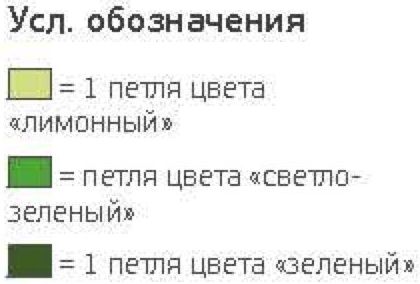 Усл. обозначения
= 1 петля цвета
«лимонный»
= петля цвета «светло-
зеленый»
= 1 петля цвета «зеленый»